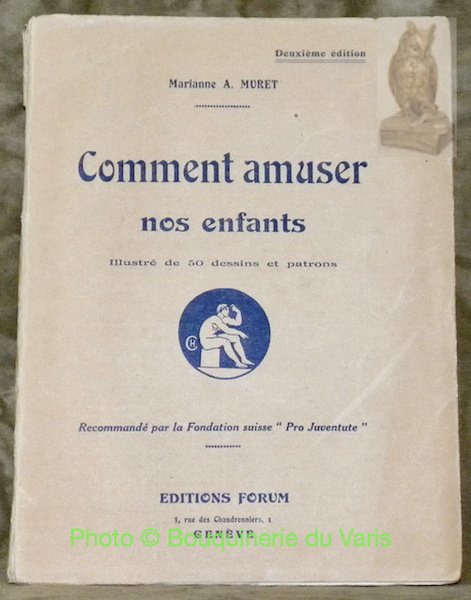 Deuxième édition
Marianne A. MURET
Comment amuser
nos enfants
Illustré de 50 dessins et patrons
CH
Recommandé par la Fondation suisse " Pro Juventute "
EDITIONS FORUM
1, rue des Chaudronniers, 1
GENÈVE
Photo © Bouquinerie du Varis